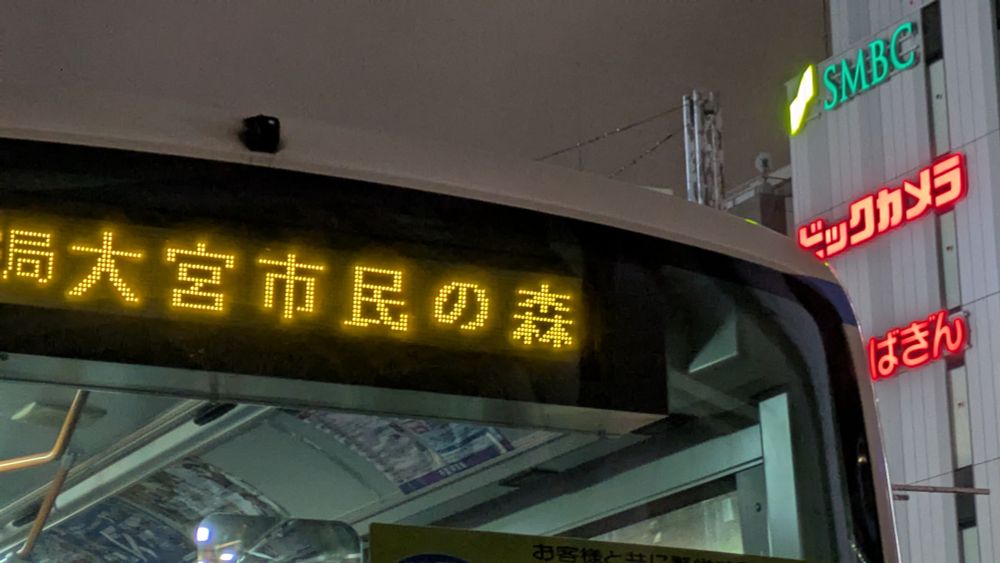 SMBC
ビックカメラ
ばぎん
局大宮市民の森
お客様と共に